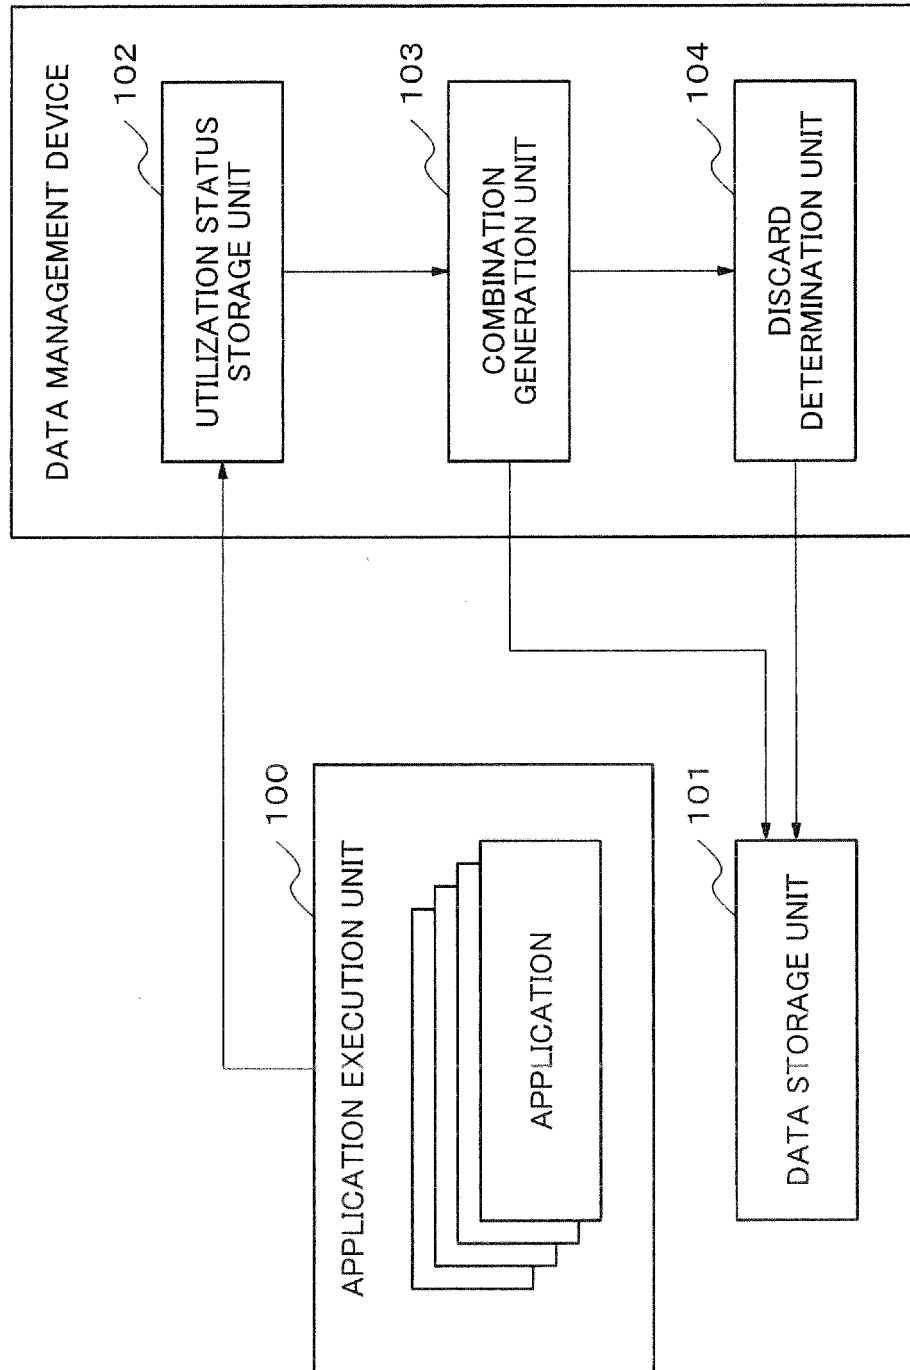 DATA MANAGEMENT DEVICE
102
UTILIZATION STATUS
STORAGE UNIT
103
COMBINATION
GENERATION UNIT
104
DISCARD
DETERMINATION UNIT
100
APPLICATION EXECUTION UNIT
APPLICATION
101
DATA STORAGE UNIT